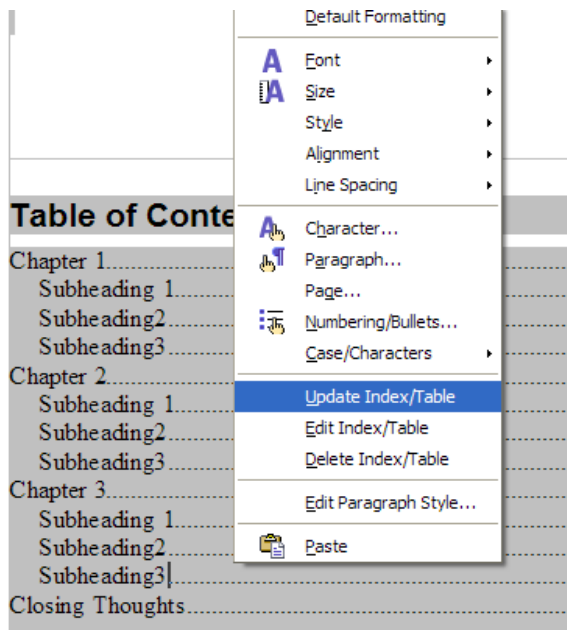 Default Formatting
Font
Size
Style
Alignment
Line Spacing
Character...
Paragraph...
Page...
Numbering/Bullets...
Case/Characters
Update Index/Table
Edit Index/Table
Delete Index/Table
Edit Paragraph Style...
Paste
Table of Conte
Chapter 1
Subheading 1
Subheading2
Subheading3
Chapter 2
Subheading 1
Subheading2
Subheading3
Chapter 3
Subheading 1
Subheading2
Subheading3
Closing Thoughts